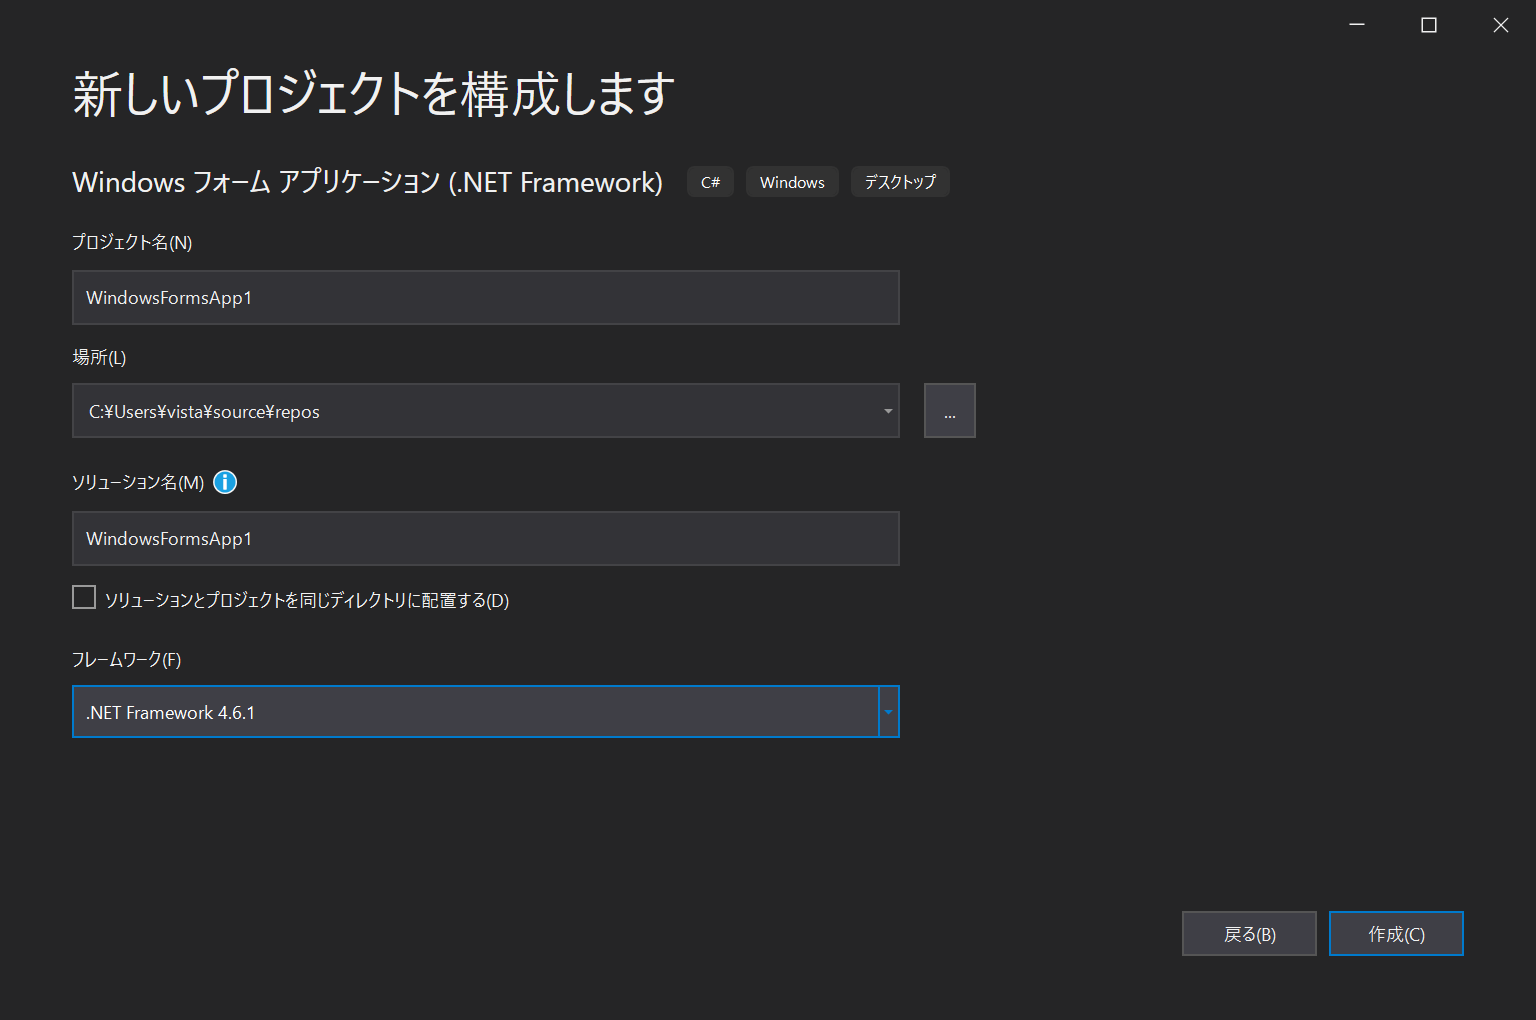 新しいプロジェクトを構成します
Windows フォーム アプリケーション (.NET Framework) C# Windows デスクトップ
プロジェクト名(N)
WindowsFormsApp1
場所(L)
C:¥Users¥vista¥source¥repos
...
ソリューション名(M)
WindowsFormsApp1
ソリューションとプロジェクトを同じディレクトリに配置する(D)
フレームワーク(F)
.NET Framework 4.6.1
戻る(B) 作成(C)